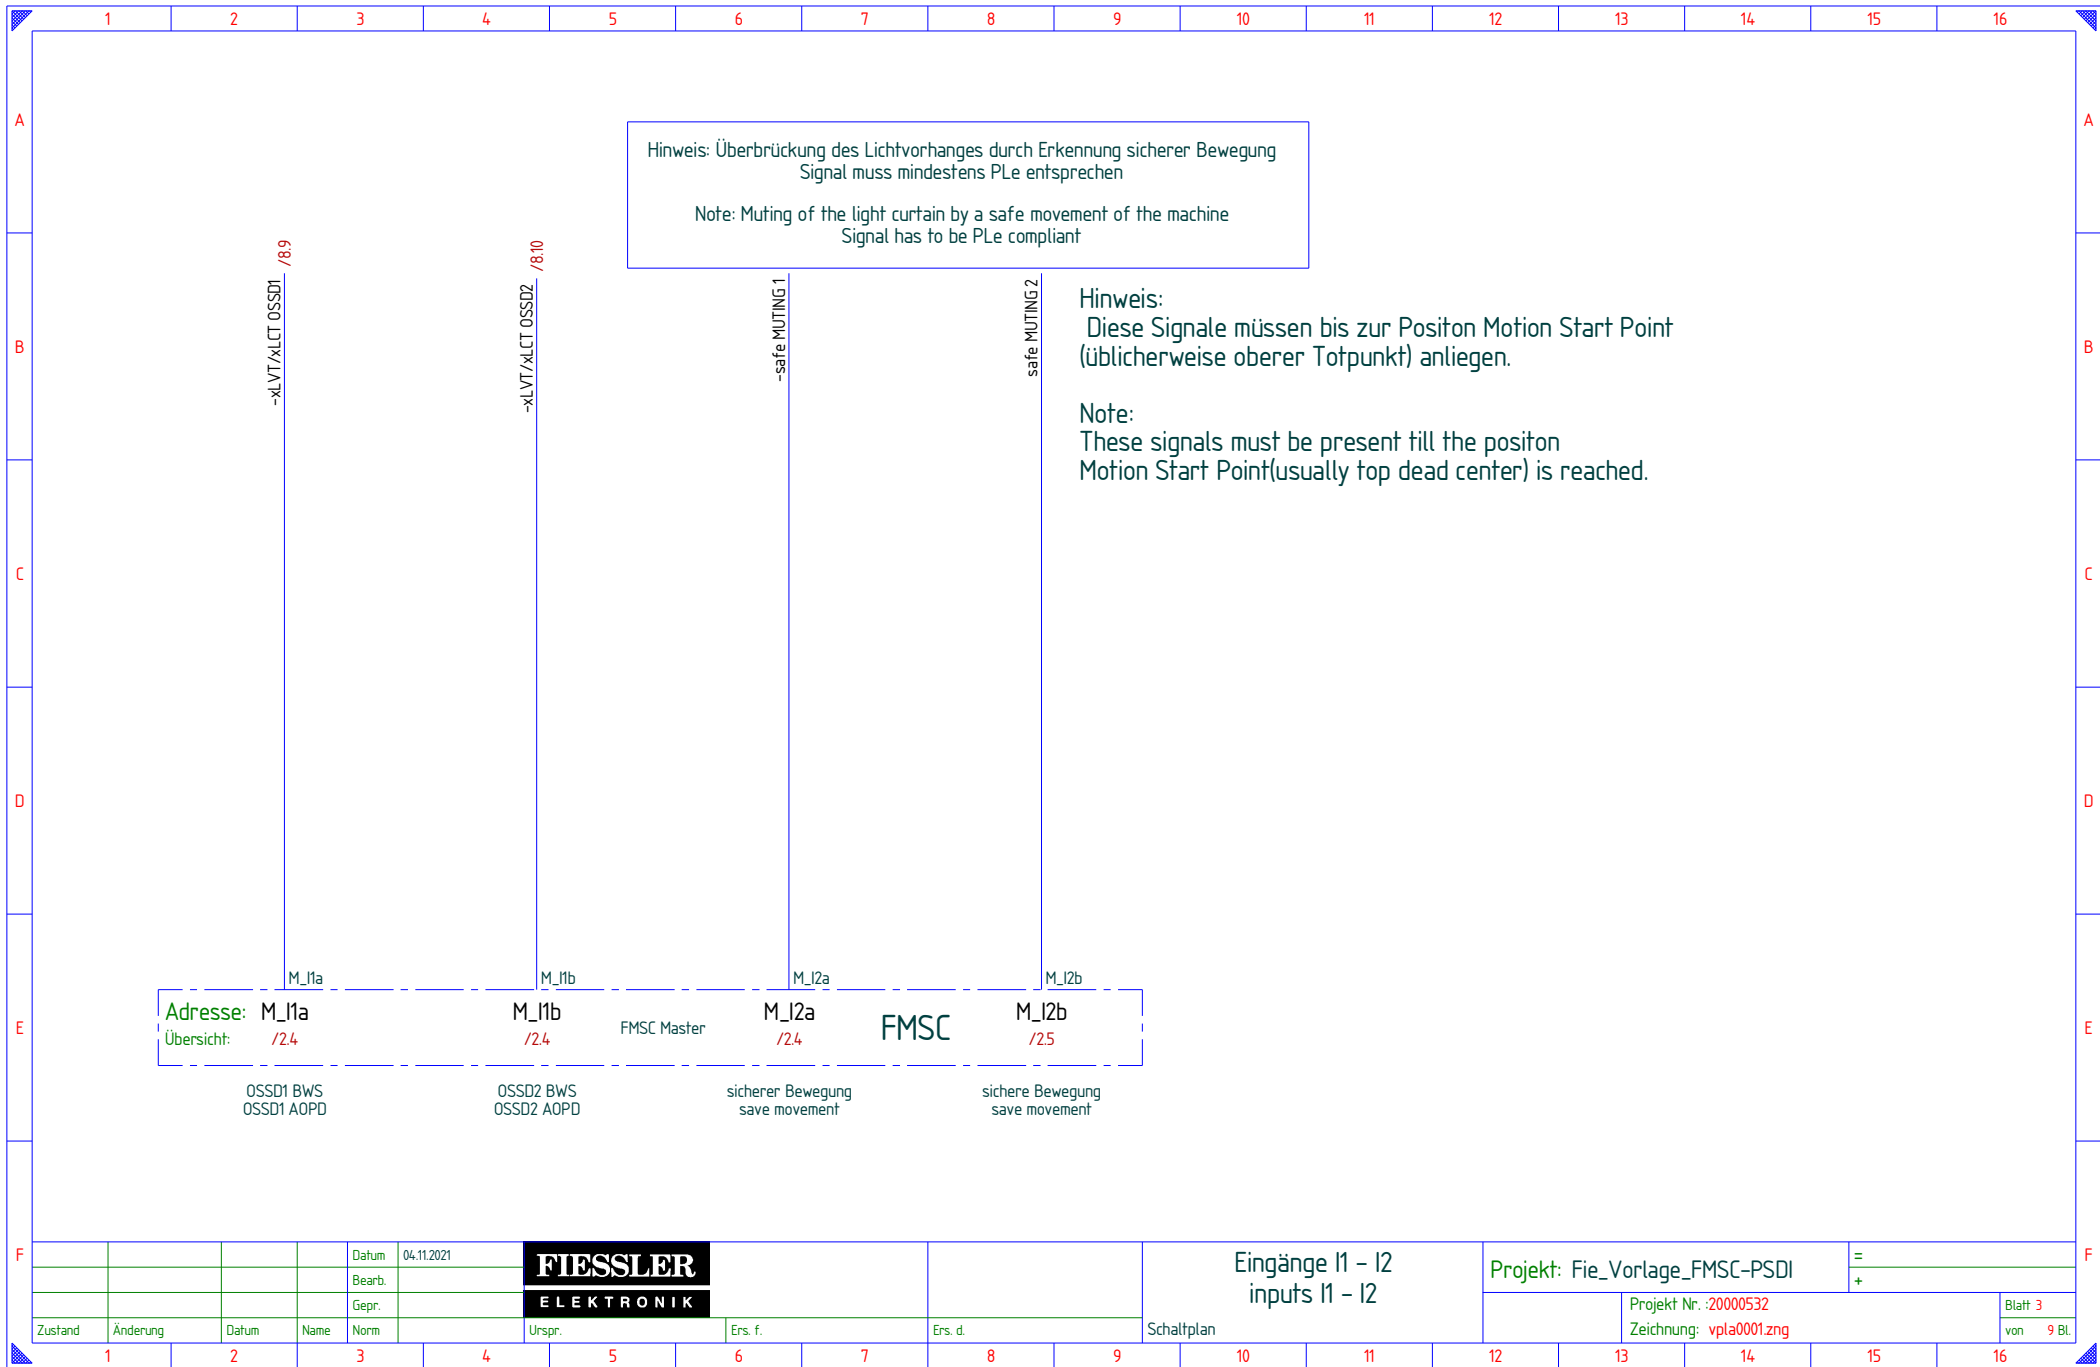 1 2 3 4 5 6 7 8 9 10 11 12 13 14 15 16
A A
Hinweis: Überbrückung des Lichtvorhanges durch Erkennung sicherer Bewegung
Signal muss mindestens PLe entsprechen
Note: Muting of the light curtain by a safe movement of the machine
Signal has to be PLe compliant
/8.9
/8.10
-xLVT/xLCT OSSD1
-xLVT/xLCT OSSD2
-safe MUTING 1
safe MUTING 2
Hinweis:
Diese Signale müssen bis zur Positon Motion Start Point
(üblicherweise oberer Totpunkt) anliegen.
B B
Note:
These signals must be present till the positon
Motion Start Point(usually top dead center) is reached.
C C
D D
M_I1a M_I1b M_I2a M_I2b
Adresse: M_I1a M_I1b M_I2a M_I2b
E FMSC Master FMSC E
Übersicht: /2.4 /2.4 /2.4 /2.5
OSSD1 BWS OSSD2 BWS sicherer Bewegung sichere Bewegung
OSSD1 AOPD OSSD2 AOPD save movement save movement
F F
Datum 04.11.2021
Bearb.
Gepr.
Zustand Änderung Datum Name Norm
FIESSLER
ELEKTRONIK
Urspr. Ers. f. Ers. d.
Eingänge I1 - I2
inputs I1 - I2
Schaltplan
Projekt: Fie_Vorlage_FMSC-PSDI
=
+
Projekt Nr. :20000532
Zeichnung: vpla0001.zng
Blatt 3
von 9 Bl.
1 2 3 4 5 6 7 8 9 10 11 12 13 14 15 16